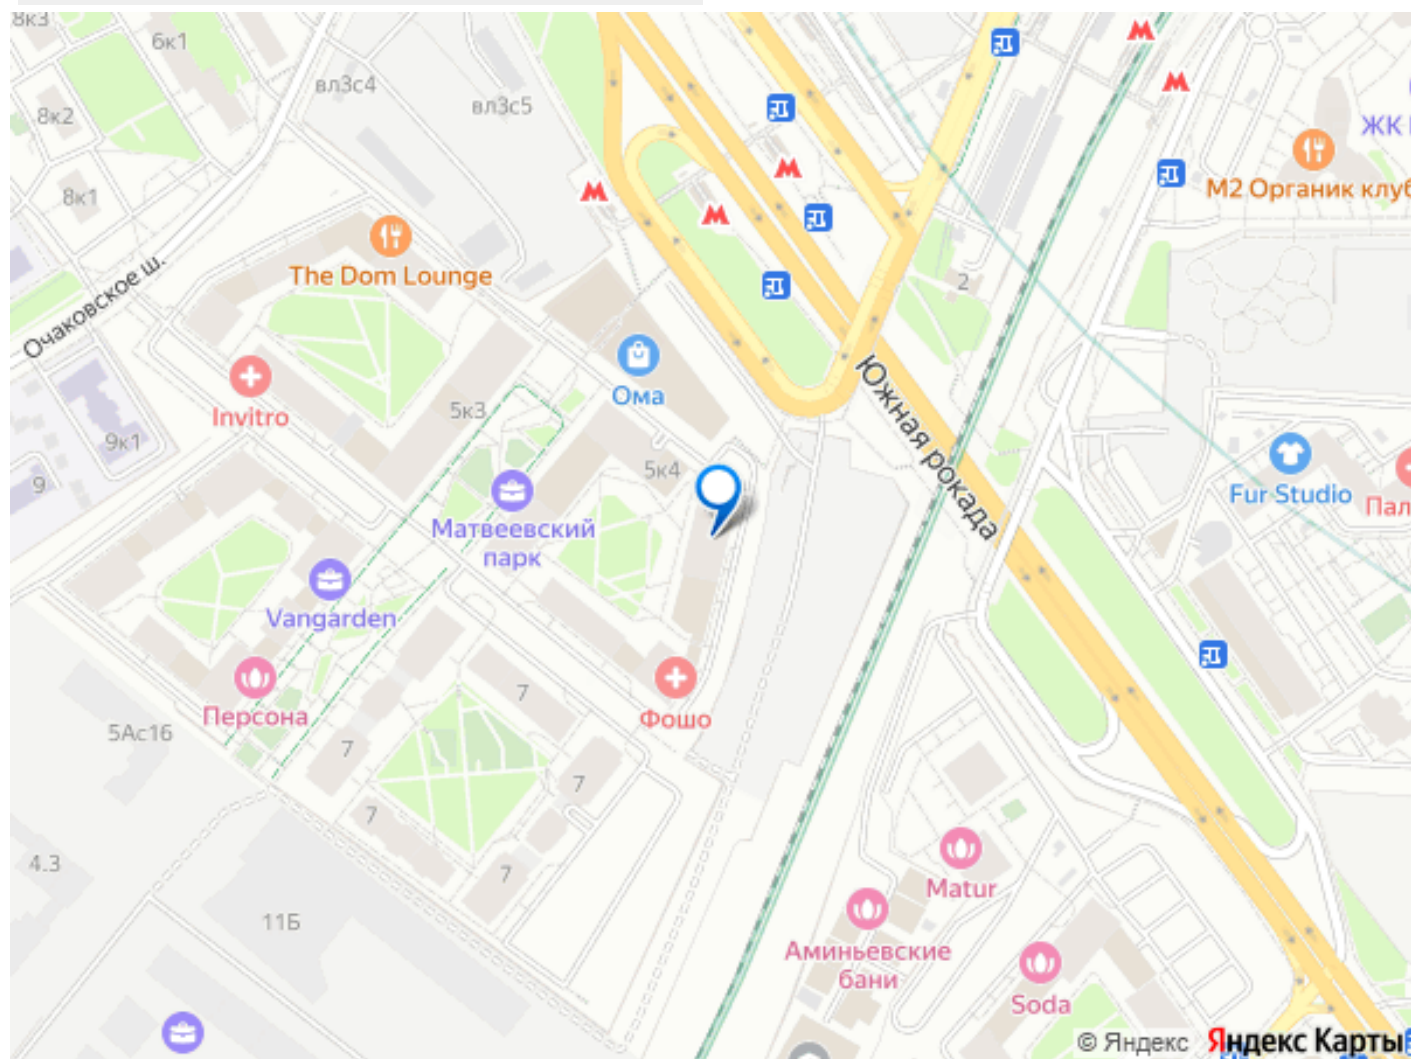 8к3
6к1
вл3с4
вл3с5
8к2
ЖК
М2 Органик клуб
8к1
The Dom Lounge
2
Очаковское ш.
Ома
Invitro
5к3
Южная рокада
9к1
5к4
9
Fur Studio
Пал
Матвеевский
парк
Vangarden
7
Персона
Фошо
5Ас16
7
7
7
4.3
7
Matur
11Б
Аминьевские
бани
Soda
© Яндекс Яндекс Карты